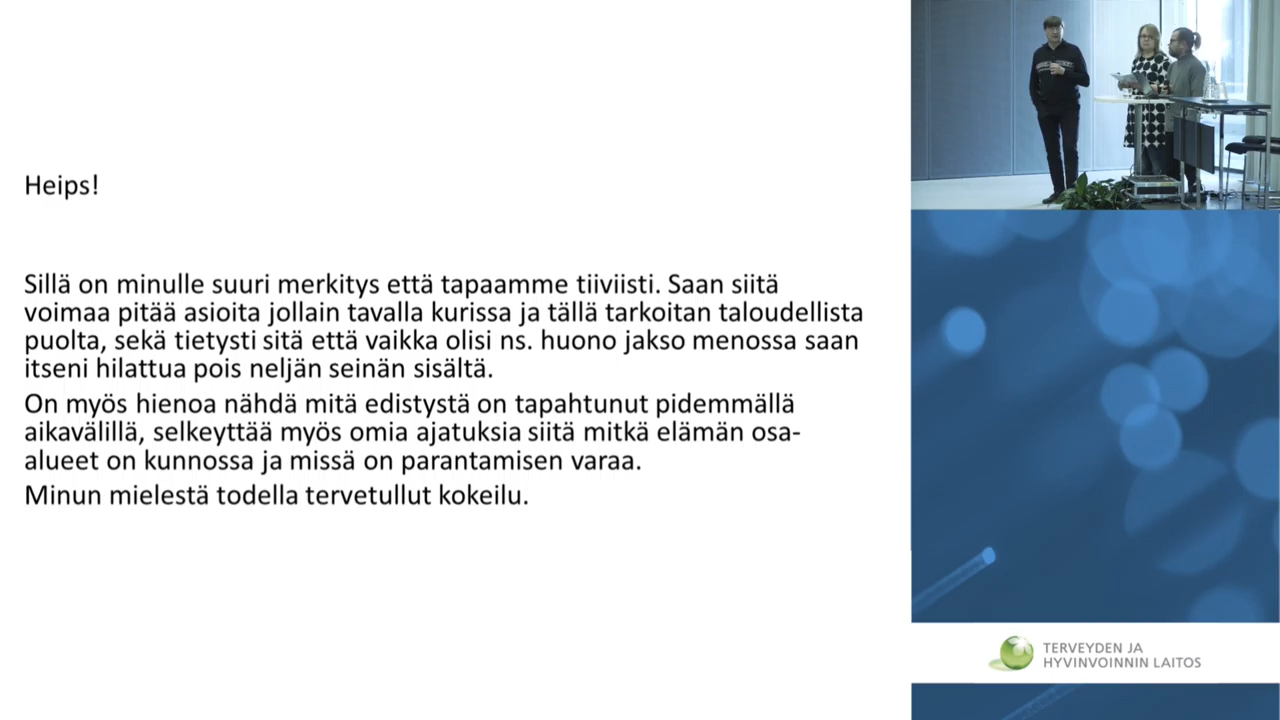 Heips!
Sillä on minulle suuri merkitys että tapaamme tiiviisti. Saan siitä
voimaa pitää asioita jollain tavalla kurissa ja tällä tarkoitan taloudellista
puolta, sekä tietysti sitä että vaikka olisi ns. huono jakso menossa saan
itseni hilattua pois neljän seinän sisältä.
On myös hienoa nähdä mitä edistystä on tapahtunut pidemmällä
aikavälillä, selkeyttää myös omia ajatuksia siitä mitkä elämän osa-
alueet on kunnossa ja missä on parantamisen varaa.
Minun mielestä todella tervetullut kokeilu.
TERVEYDEN JA
HYVINVOINNIN LAITOS